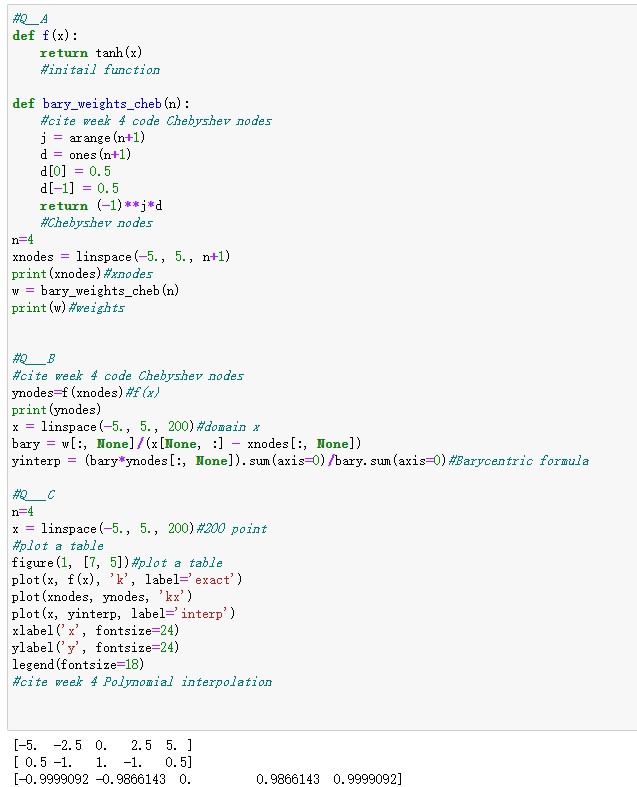 #Q__A
def f(x):
    return tanh(x)
    #initail function

def bary_weights_cheb(n):
    #cite week 4 code Chebyshev nodes
    j = arange(n+1)
    d = ones(n+1)
    d[0] = 0.5
    d[-1] = 0.5
    return (-1)**j*d
    #Chebyshev nodes
n=4
xnodes = linspace(-5., 5., n+1)
print(xnodes)#xnodes
w = bary_weights_cheb(n)
print(w)#weights


#Q__B
#cite week 4 code Chebyshev nodes
ynodes=f(xnodes)#f(x)
print(ynodes)
x = linspace(-5., 5., 200)#domain x
bary = w[:, None]/(x[None, :] - xnodes[:, None])
yinterp = (bary*ynodes[:, None]).sum(axis=0)/bary.sum(axis=0)#Barycentric formula

#Q__C
n=4
x = linspace(-5., 5., 200)#200 point
#plot a table
figure(1, [7, 5])#plot a table
plot(x, f(x), 'k', label='exact')
plot(xnodes, ynodes, 'kx')
plot(x, yinterp, label='interp')
xlabel('x', fontsize=24)
ylabel('y', fontsize=24)
legend(fontsize=18)
#cite week 4 Polynomial interpolation

[-5.  -2.5  0.   2.5  5. ]
[ 0.5 -1.   1.  -1.   0.5]
[-0.9999092 -0.9866143  0.         0.9866143  0.9999092]